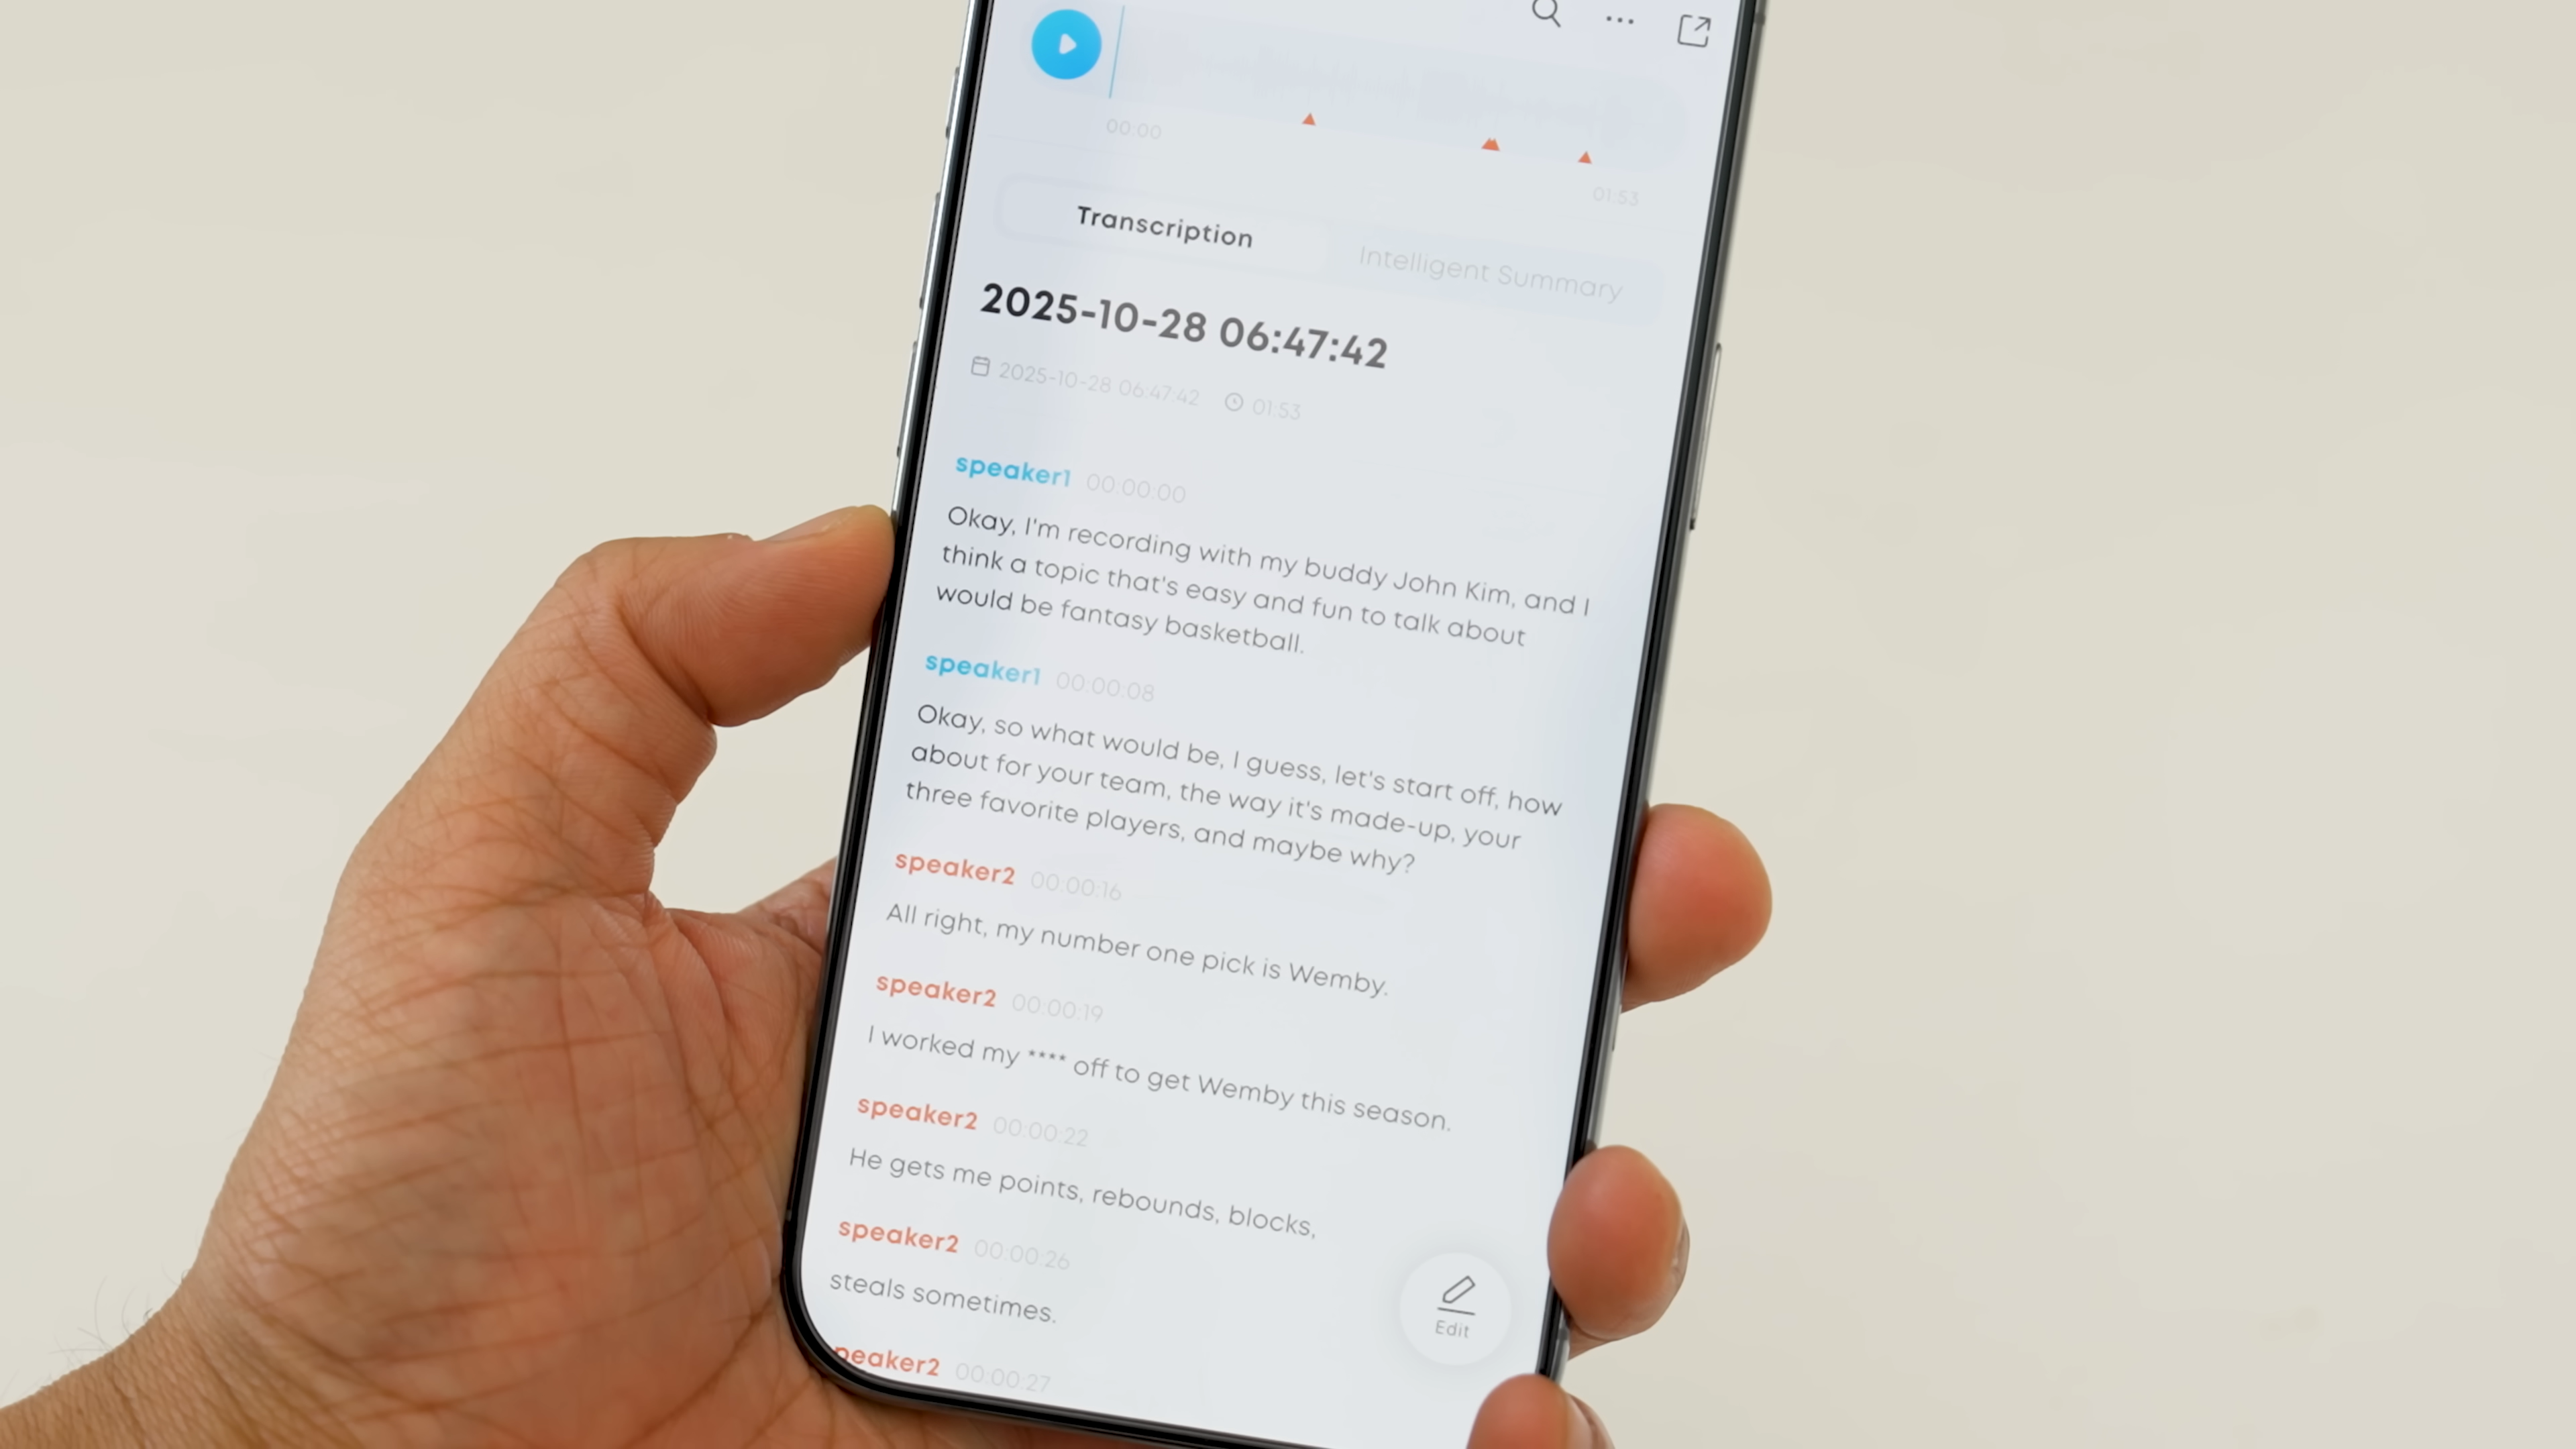 00:00
01:53
Transcription
Intelligent Summary
2025-10-28 06:47:42
2025-10-28 06:47:42 01:53
speaker1 00:00:00
Okay, I'm recording with my buddy John Kim, and I
think a topic that's easy and fun to talk about
would be fantasy basketball.
speaker1 00:00:08
Okay, so what would be, I guess, let's start off, how
about for your team, the way it's made-up, your
three favorite players, and maybe why?
speaker2 00:00:16
All right, my number one pick is Wemby.
speaker2 00:00:19
I worked my **** off to get Wemby this season.
speaker2 00:00:22
He gets me points, rebounds, blocks,
speaker2 00:00:26
steals sometimes.
peaker2 00:00:27
Edit